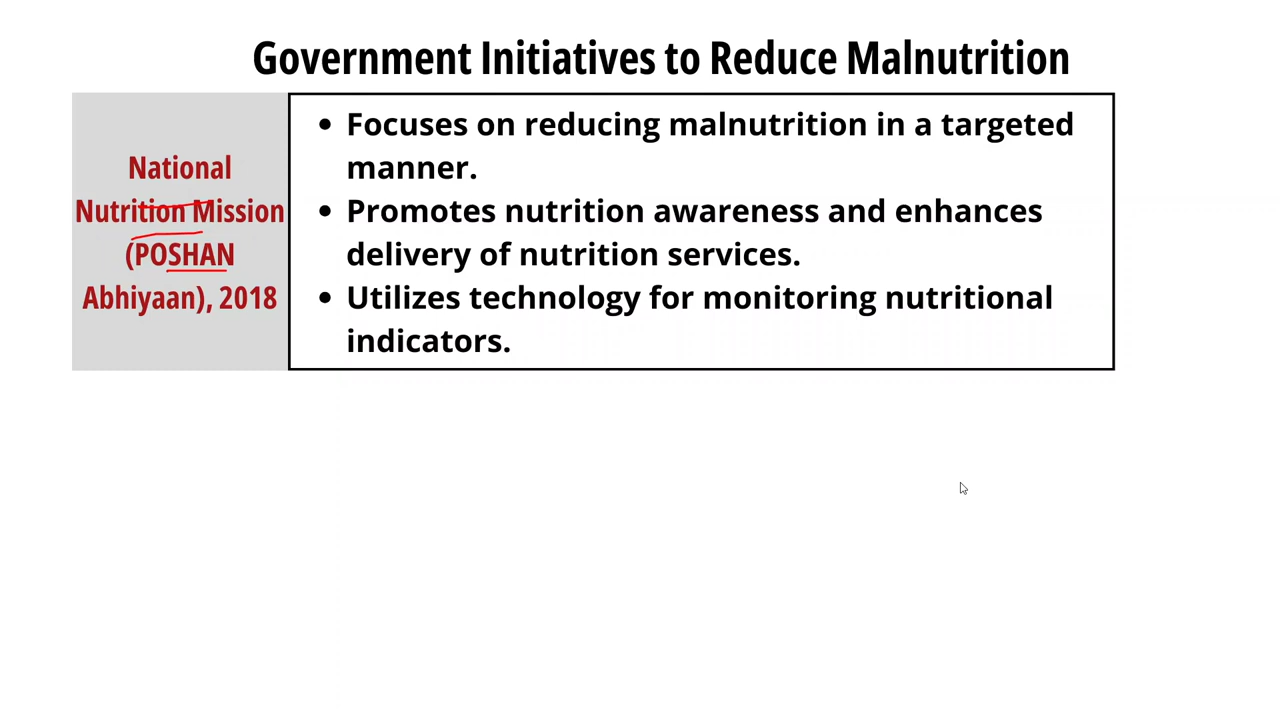 Government Initiatives to Reduce Malnutrition
National
Nutrition Mission
(POSHAN
Abhiyaan), 2018
• Focuses on reducing malnutrition in a targeted
manner.
• Promotes nutrition awareness and enhances
delivery of nutrition services.
• Utilizes technology for monitoring nutritional
indicators.